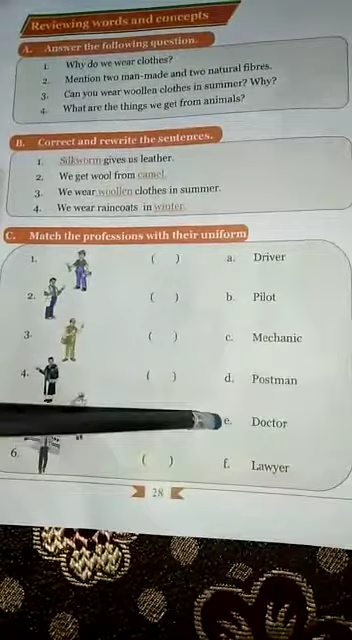 Reviewing words and concepts
A. Answer the following question.
1. Why do we wear clothes?
2. Mention two man-made and two natural fibres.
3. Can you wear woollen clothes in summer? Why?
4. What are the things we get from animals?
B. Correct and rewrite the sentences.
1. Silkworm gives us leather.
2. We get wool from camel.
3. We wear woollen clothes in summer.
4. We wear raincoats in winter.
C. Match the professions with their uniform
1. ( ) a. Driver
2. ( ) b. Pilot
3. ( ) c. Mechanic
4. ( ) d. Postman
e. Doctor
6. ( ) f. Lawyer
28